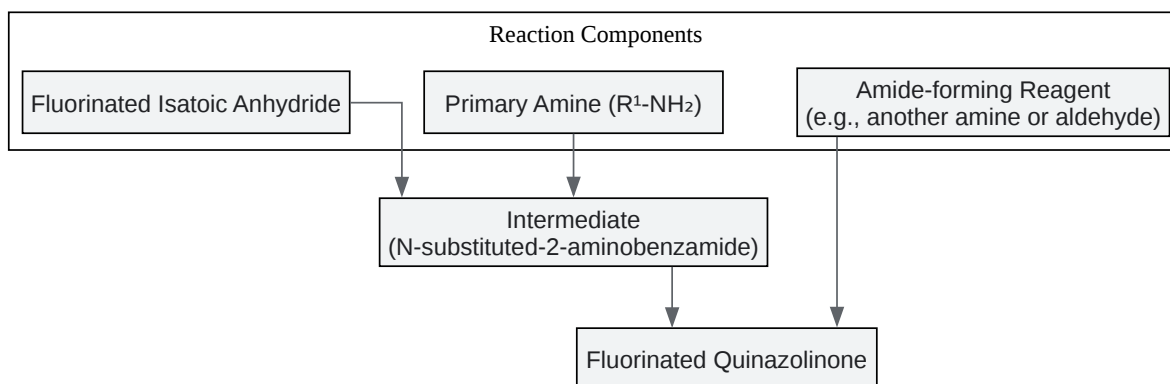 Reaction Components
Fluorinated Isatoic Anhydride
Primary Amine (R¹-NH₂)
Amide-forming Reagent
(e.g., another amine or aldehyde)
Intermediate
(N-substituted-2-aminobenzamide)
Fluorinated Quinazolinone